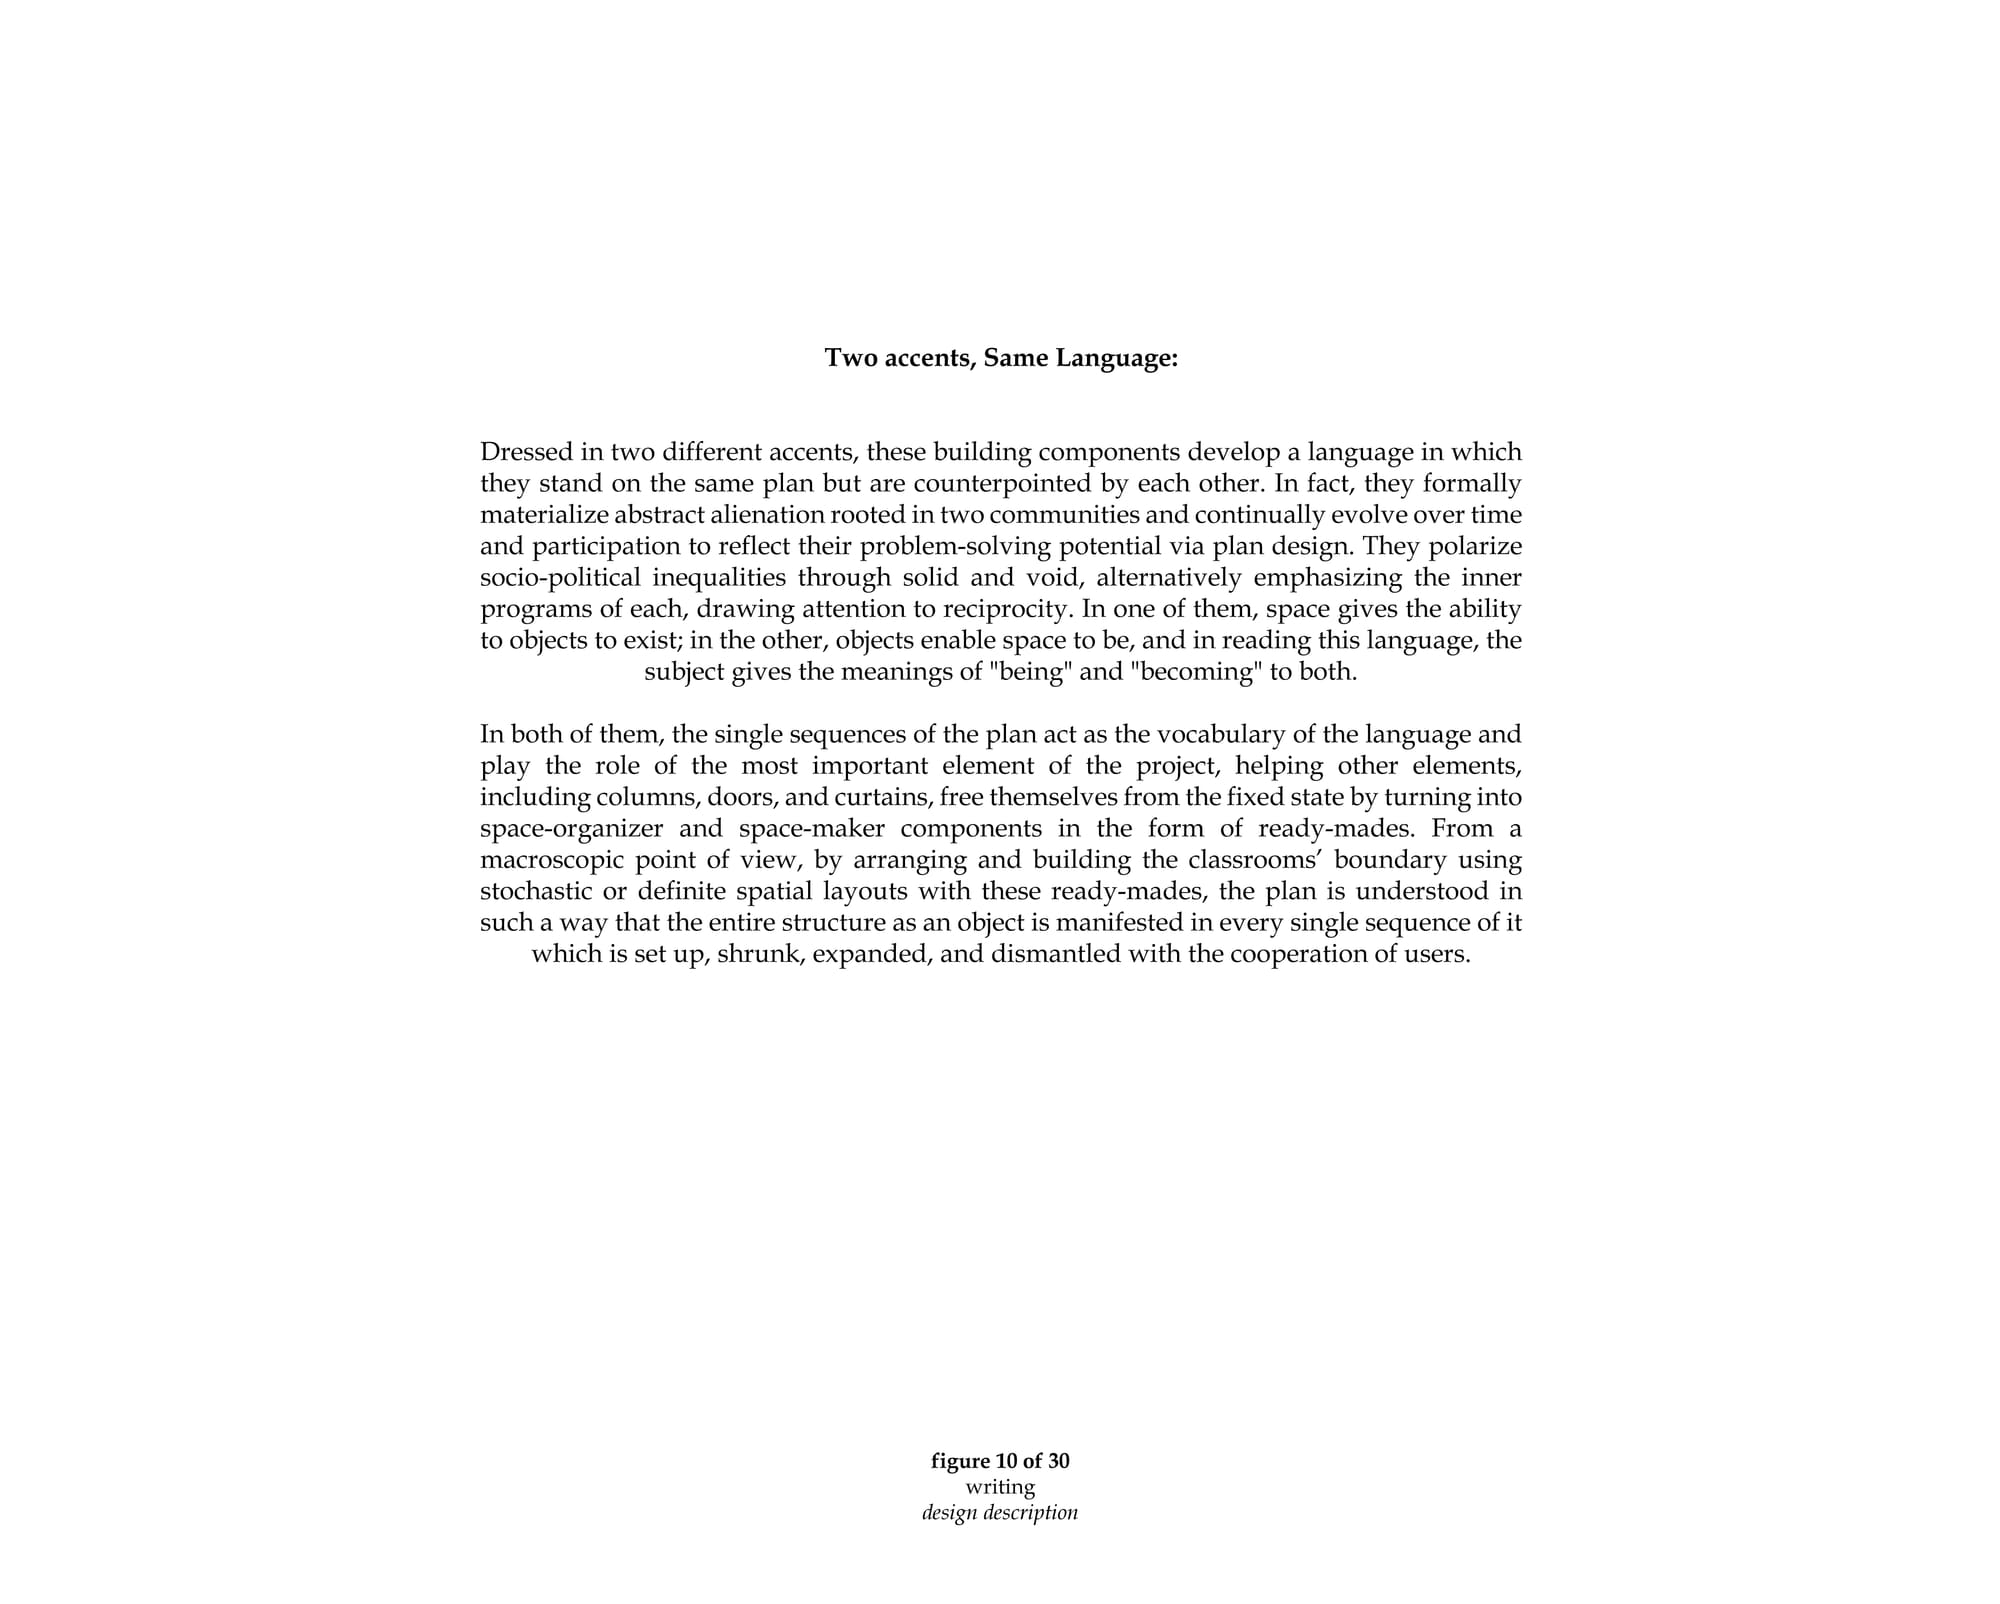 Two accents, Same Language:
Dressed in two different accents, these building components develop a language in which
they stand on the same plan but are counterpointed by each other. In fact, they formally
materialize abstract alienation rooted in two communities and continually evolve over time
and participation to reflect their problem-solving potential via plan design. They polarize
socio-political inequalities through solid and void, alternatively emphasizing the inner
programs of each, drawing attention to reciprocity. In one of them, space gives the ability
to objects to exist; in the other, objects enable space to be, and in reading this language, the
subject gives the meanings of "being" and "becoming" to both.
In both of them, the single sequences of the plan act as the vocabulary of the language and
play the role of the most important element of the project, helping other elements,
including columns, doors, and curtains, free themselves from the fixed state by turning into
space-organizer and space-maker components in the form of ready-mades. From a
macroscopic point of view, by arranging and building the classrooms’ boundary using
stochastic or definite spatial layouts with these ready-mades, the plan is understood in
such a way that the entire structure as an object is manifested in every single sequence of it
which is set up, shrunk, expanded, and dismantled with the cooperation of users.
figure 10 of 30
writing
design description